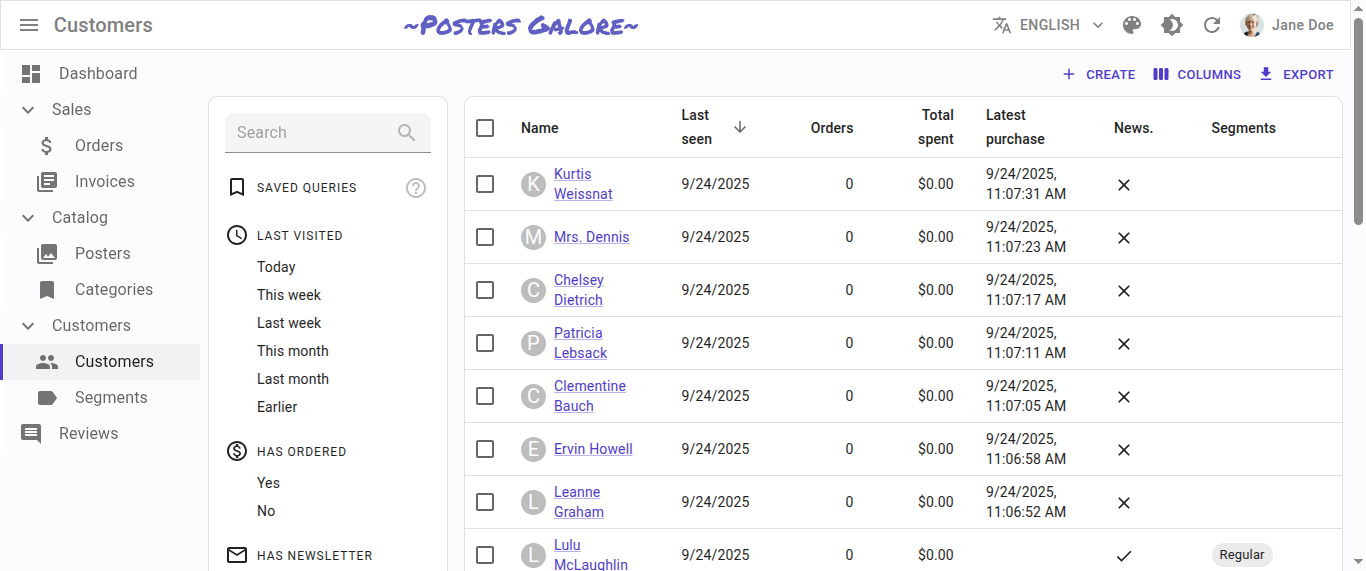 Customers
~Posters Galore~
ENGLISH
Jane Doe
Dashboard
Sales
Orders
Invoices
Catalog
Posters
Categories
Customers
Customers
Segments
Reviews
CREATE
COLUMNS
EXPORT
Search
SAVED QUERIES
?
LAST VISITED
Today
This week
Last week
This month
Last month
Earlier
HAS ORDERED
Yes
No
HAS NEWSLETTER
Name
Last
seen
Orders
Total
spent
Latest
purchase
News.
Segments
K
Kurtis
Weissnat
9/24/2025
0
$0.00
9/24/2025,
11:07:31 AM
M
Mrs. Dennis
9/24/2025
0
$0.00
9/24/2025,
11:07:23 AM
C
Chelsey
Dietrich
9/24/2025
0
$0.00
9/24/2025,
11:07:17 AM
P
Patricia
Lebsack
9/24/2025
0
$0.00
9/24/2025,
11:07:11 AM
C
Clementine
Bauch
9/24/2025
0
$0.00
9/24/2025,
11:07:05 AM
E
Ervin Howell
9/24/2025
0
$0.00
9/24/2025,
11:06:58 AM
L
Leanne
Graham
9/24/2025
0
$0.00
9/24/2025,
11:06:52 AM
L
Lulu
McLaughlin
9/24/2025
0
$0.00
Regular